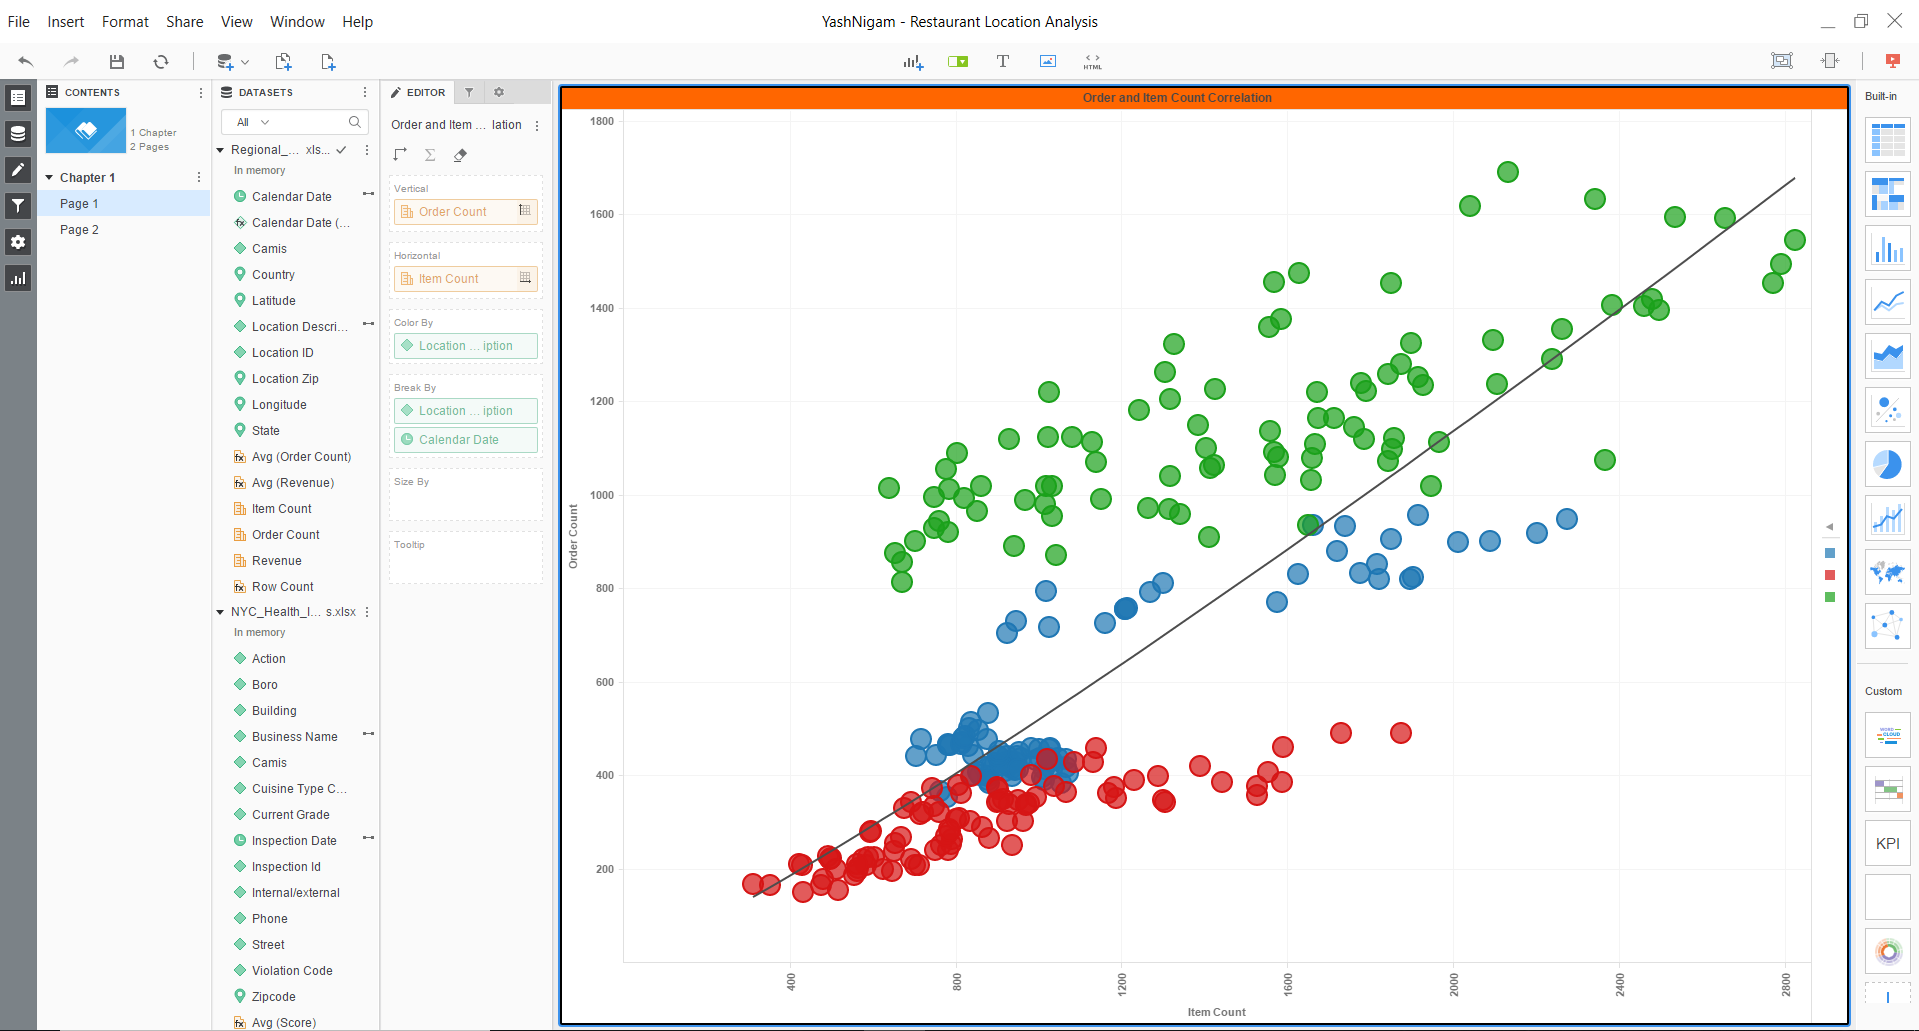 File Insert Format Share View Window Help
YashNigam - Restaurant Location Analysis
T
< >
HTML
CONTENTS
1 Chapter
2 Pages
Chapter 1
Page 1
Page 2
DATASETS
All
Regional_... xls...
In memory
Calendar Date
Calendar Date (...
Camis
Country
Latitude
Location Descri...
Location ID
Location Zip
Longitude
State
Avg (Order Count)
Avg (Revenue)
Item Count
Order Count
Revenue
Row Count
NYC_Health_I... s.xlsx
In memory
Action
Boro
Building
Business Name
Camis
Cuisine Type C...
Current Grade
Inspection Date
Inspection Id
Internal/external
Phone
Street
Violation Code
Zipcode
Avg (Score)
EDITOR
Order and Item ... lation
Vertical
Order Count
Horizontal
Item Count
Color By
Location ... iption
Break By
Location ... iption
Calendar Date
Size By
Tooltip
Order and Item Count Correlation
1800
1600
1400
1200
1000
800
600
400
200
Order Count
400
800
1200
1600
2000
2400
2800
Item Count
Built-in
Custom
WORD
CLOUD
KPI